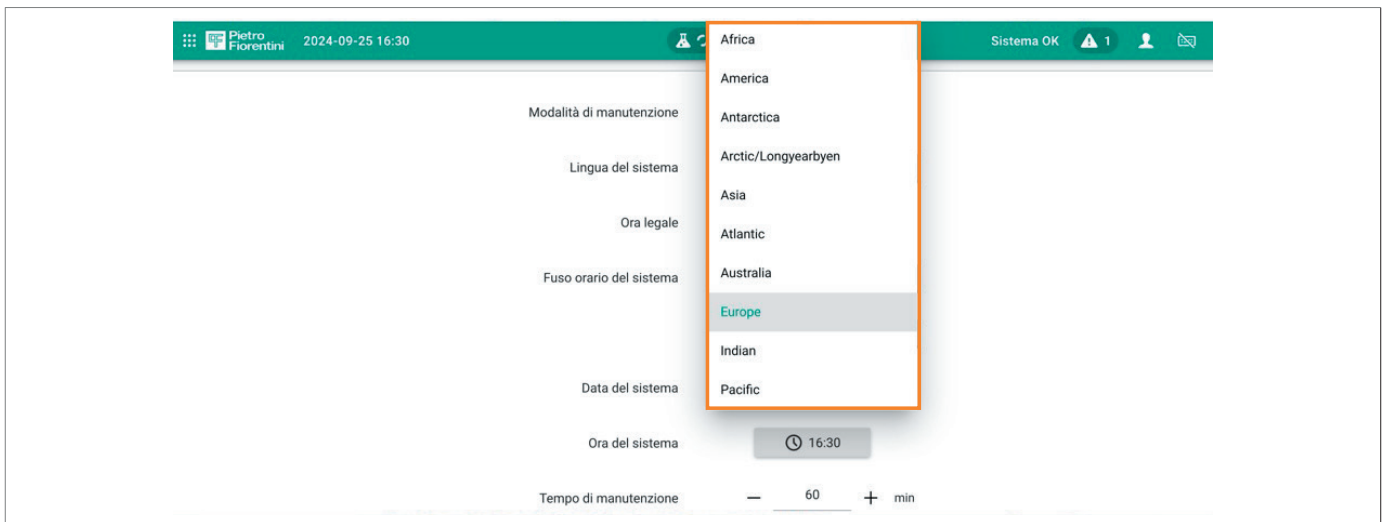 Pietro
Fiorentini
2024-09-25 16:30
Sistema OK
1
Africa
America
Antarctica
Arctic/Longyearbyen
Asia
Atlantic
Australia
Europe
Indian
Pacific
Modalità di manutenzione
Lingua del sistema
Ora legale
Fuso orario del sistema
Data del sistema
Ora del sistema
16:30
Tempo di manutenzione
— 60 + min